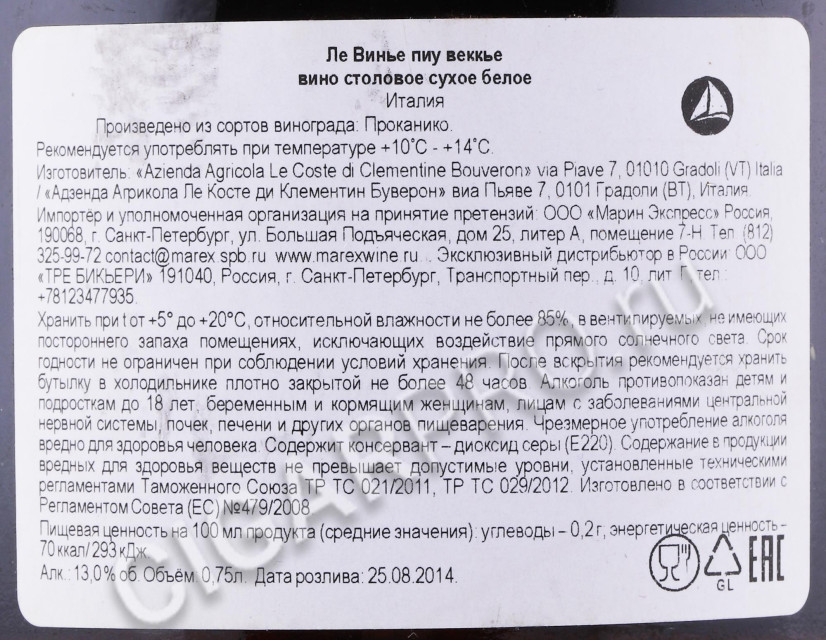 Ле Винье пиу веккье
вино столовое сухое белое
Италия
Произведено из сортов винограда: Проканико.
Рекомендуется употреблять при температуре +10°C - +14°C.
Изготовитель: «Azienda Agricola Le Coste di Clementine Bouveron» via Piave 7, 01010 Gradoli (VT) Italia
/ «Адзенда Агрикола Ле Косте ди Клементин Буверон» виа Пьяве 7, 0101 Градоли (ВТ), Италия.
Импортёр и уполномоченная организация на принятие претензий: ООО «Марин Экспресс» Россия,
190068, г. Санкт-Петербург, ул. Большая Подъяческая, дом 25, литер А, помещение 7-Н. Тел. (812)
325-99-72 contact@marex.spb.ru www.marexwine.ru . Эксклюзивный дистрибьютор в России: ООО
«ТРЕ БИКЬЕРИ» 191040, Россия, г. Санкт-Петербург, Транспортный пер., д. 10, лит Г, тел.:
+78123477935.
Хранить при t от +5° до +20°C, относительной влажности не более 85%, в вентилируемых, не имеющих
постороннего запаха помещениях, исключающих воздействие прямого солнечного света. Срок
годности не ограничен при соблюдении условий хранения. После вскрытия рекомендуется хранить
бутылку в холодильнике плотно закрытой не более 48 часов. Алкоголь противопоказан детям и
подросткам до 18 лет, беременным и кормящим женщинам, лицам с заболеваниями центральной
нервной системы, почек, печени и других органов пищеварения. Чрезмерное употребление алкоголя
вредно для здоровья человека. Содержит консервант – диоксид серы (Е220). Содержание в продукции
вредных для здоровья веществ не превышает допустимые уровни, установленные техническими
регламентами Таможенного Союза ТР ТС 021/2011, ТР ТС 029/2012. Изготовлено в соответствии с
Регламентом Совета (ЕС) №479/2008
Пищевая ценность на 100 мл продукта (средние значения): углеводы – 0,2 г; энергетическая ценность –
70 ккал/ 293 кДж.
Алк.: 13,0% об. Объём: 0,75л. Дата розлива: 25.08.2014.
GL
EAC
CIGARPRO.ru